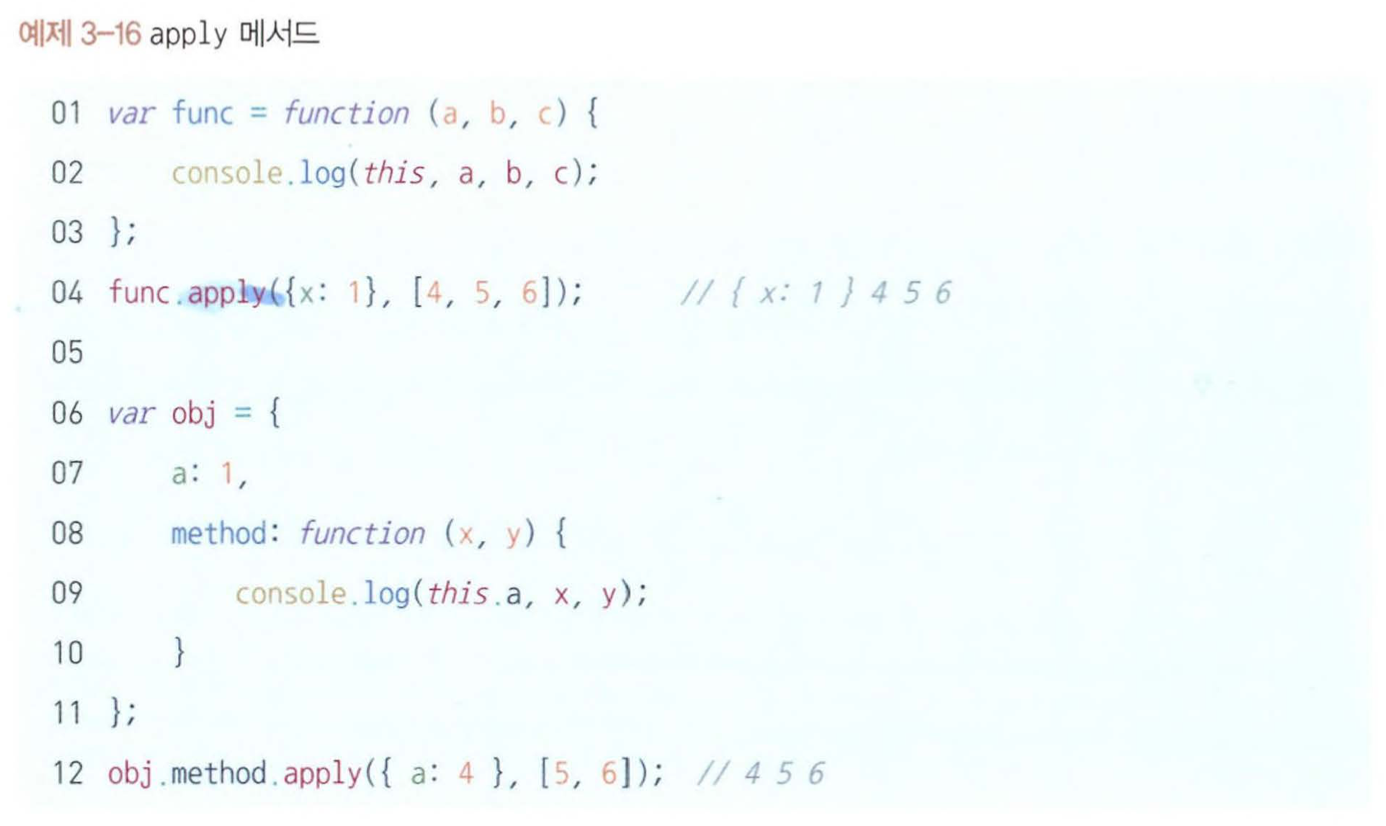 예제 3-16 apply 메서드
01 var func = function (a, b, c) {
02     console.log(this, a, b, c);
03 };
04 func.apply({x: 1}, [4, 5, 6]);      // { x: 1 } 4 5 6
05
06 var obj = {
07     a: 1,
08     method: function (x, y) {
09         console.log(this.a, x, y);
10     }
11 };
12 obj.method.apply({ a: 4 }, [5, 6]);  // 4 5 6